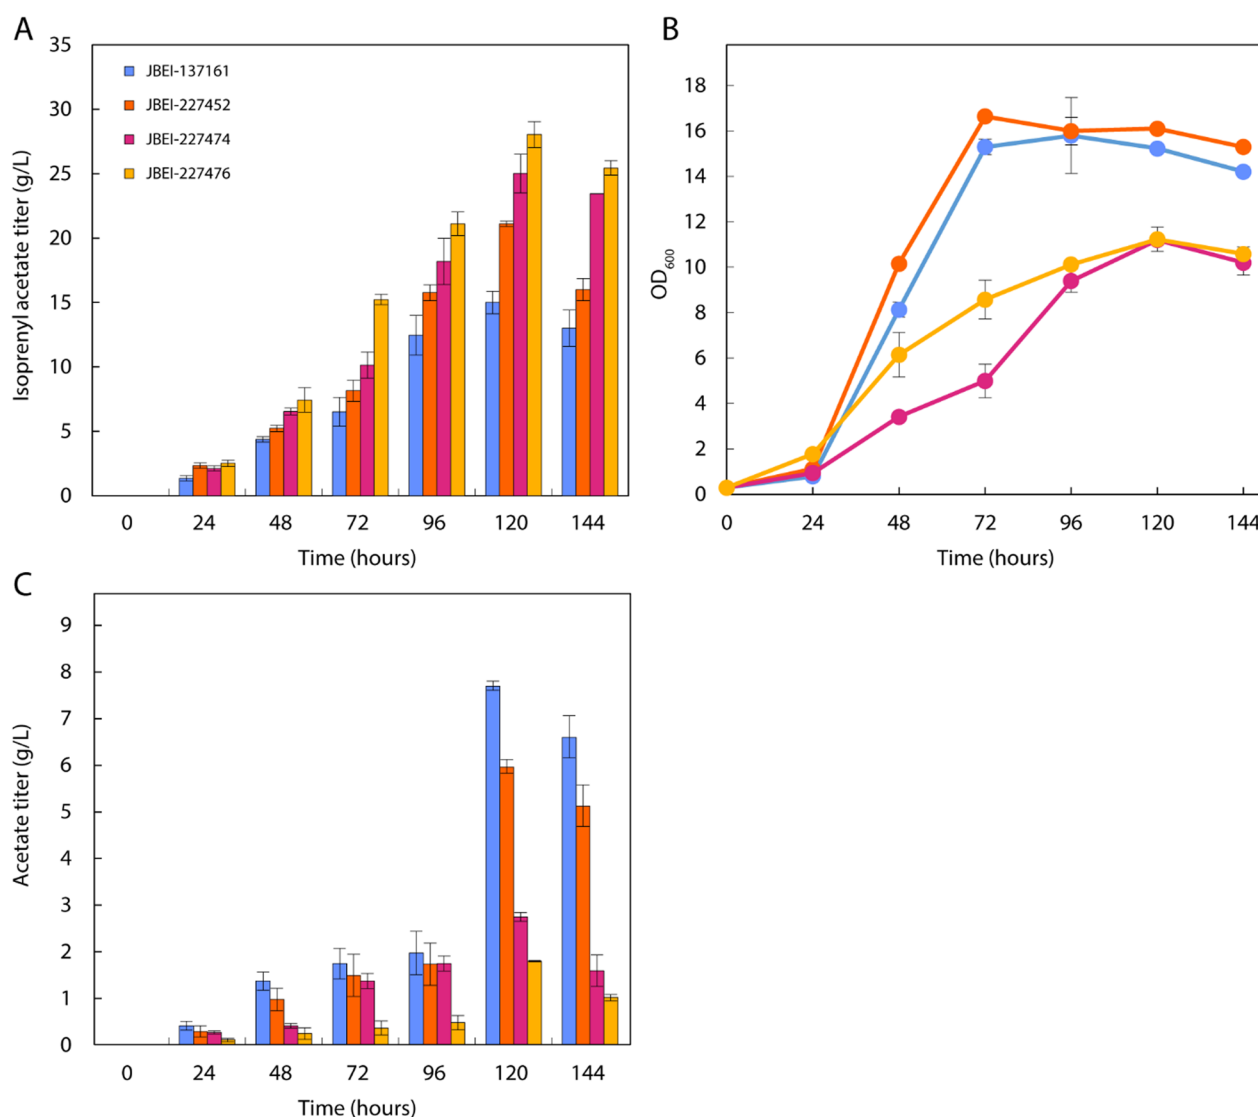 A
Isoprenyl acetate titer (g/L)
35
30
25
20
15
10
5
0
JBEI-137161
JBEI-227452
JBEI-227474
JBEI-227476
0 24 48 72 96 120 144
Time (hours)
B
OD600
18
16
14
12
10
8
6
4
2
0
0 24 48 72 96 120 144
Time (hours)
C
Acetate titer (g/L)
9
8
7
6
5
4
3
2
1
0
0 24 48 72 96 120 144
Time (hours)